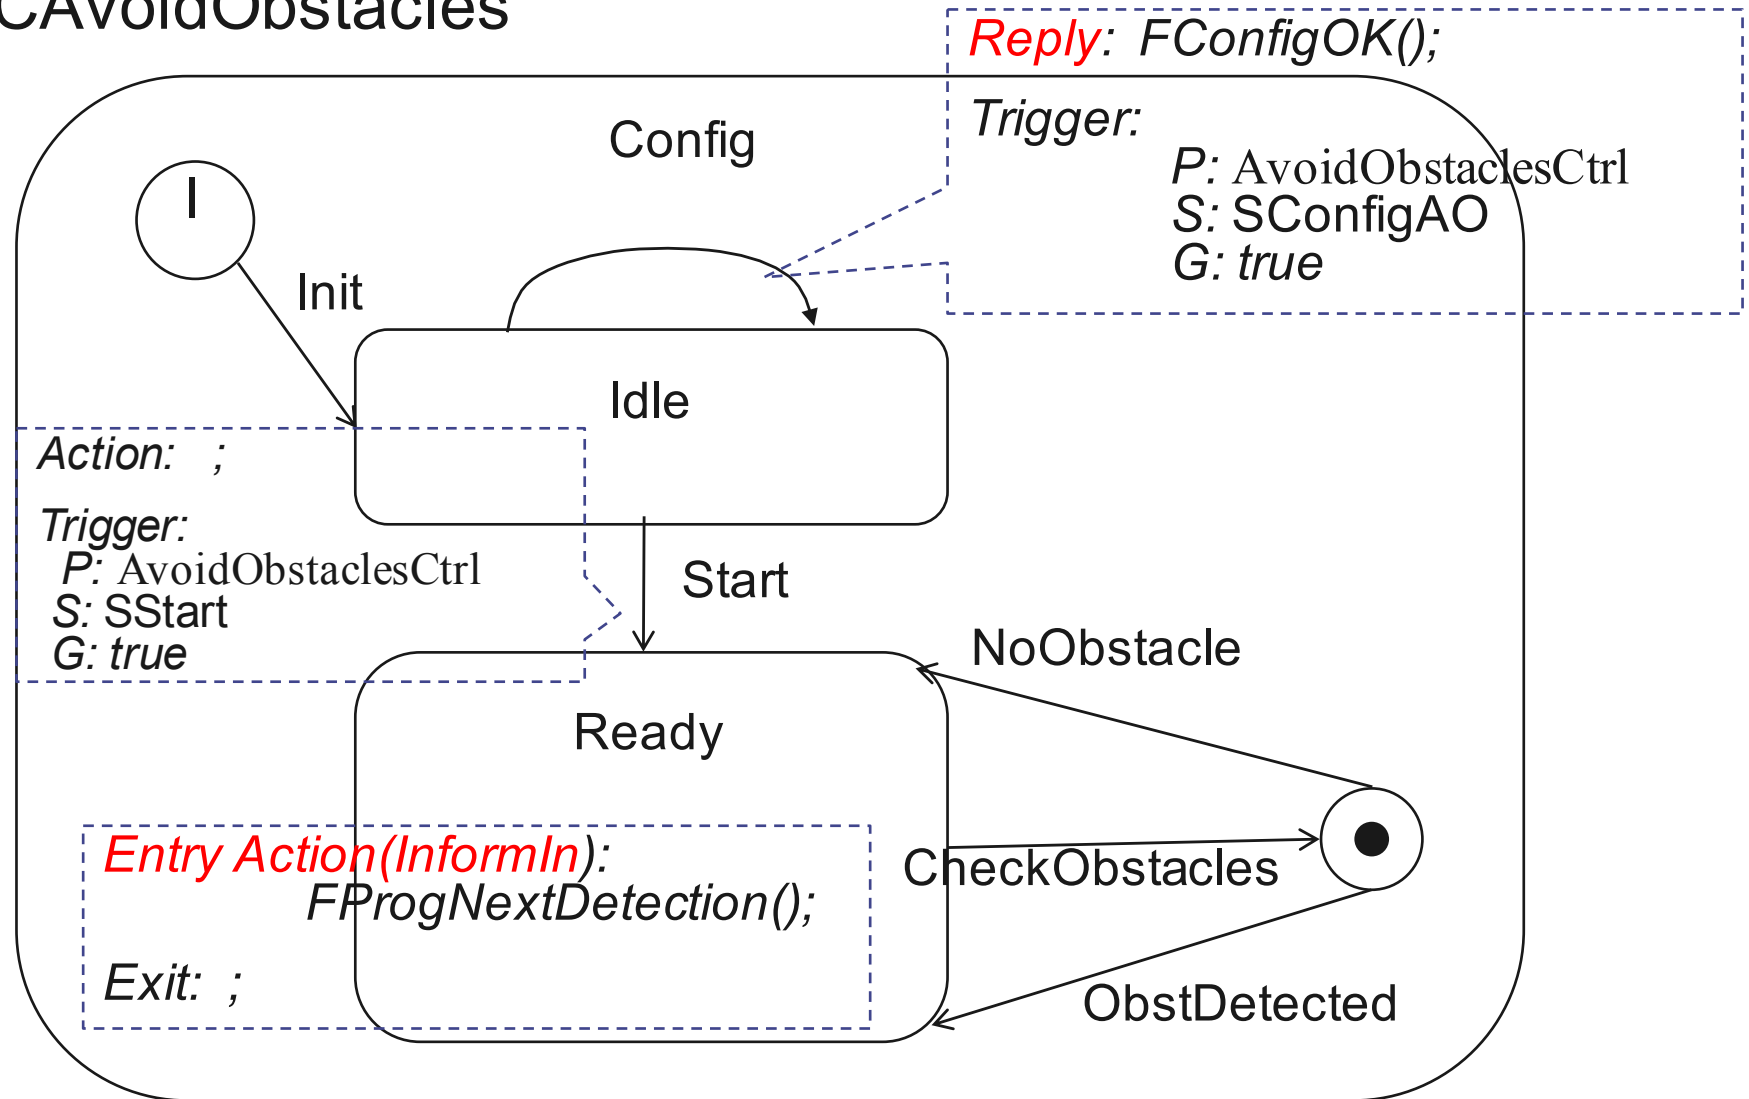 CAvoidObstacles
Reply: FConfigOK();
Trigger:
P: AvoidObstaclesCtrl
S: SConfigAO
G: true
Config
I
Init
Idle
Action: ;
Trigger:
P: AvoidObstaclesCtrl
S: SStart
G: true
Start
NoObstacle
Ready
Entry Action(InformIn):
FProgNextDetection();
Exit: ;
CheckObstacles
ObstDetected